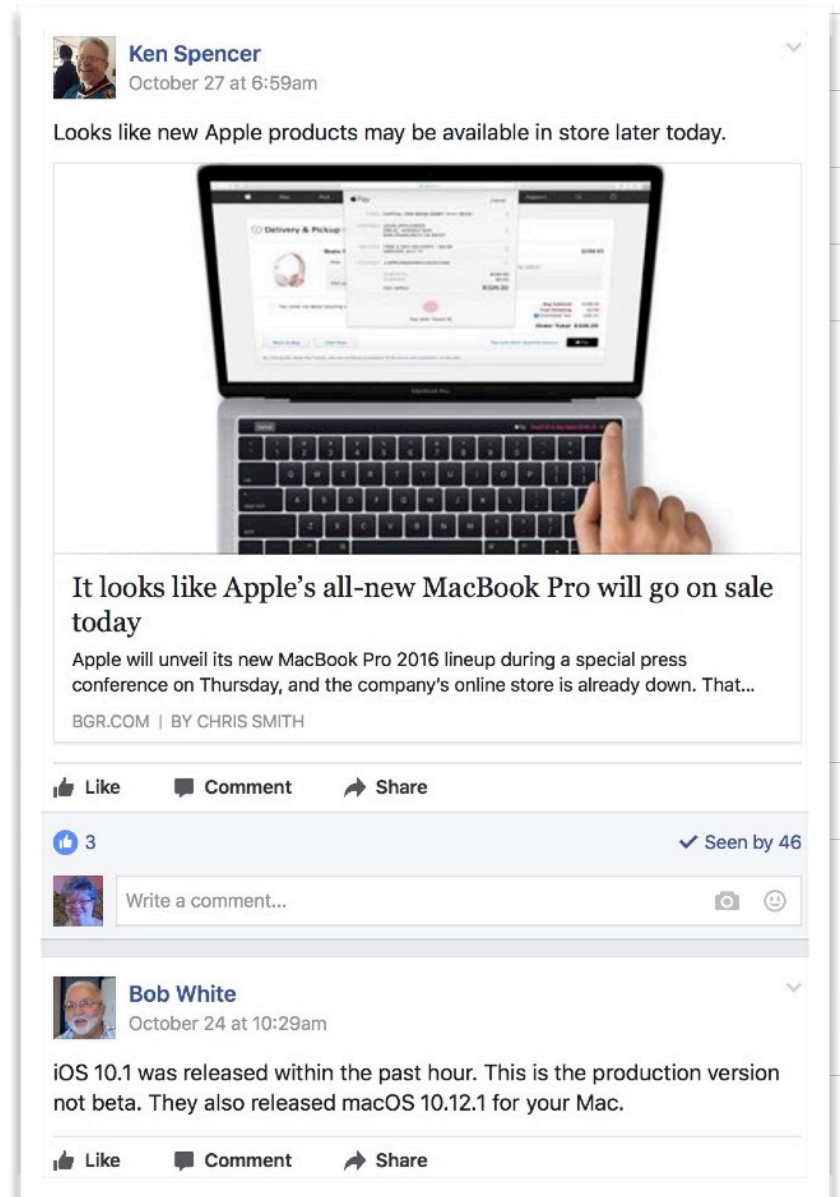 Ken Spencer
October 27 at 6:59am
Looks like new Apple products may be available in store later today.
Pay
Delivery & Pickup
MacBook Pro
It looks like Apple's all-new MacBook Pro will go on sale
today
Apple will unveil its new MacBook Pro 2016 lineup during a special press
conference on Thursday, and the company's online store is already down. That...
BGR.COM | BY CHRIS SMITH
Like Comment Share
3 Seen by 46
Write a comment...
Bob White
October 24 at 10:29am
iOS 10.1 was released within the past hour. This is the production version
not beta. They also released macOS 10.12.1 for your Mac.
Like Comment Share